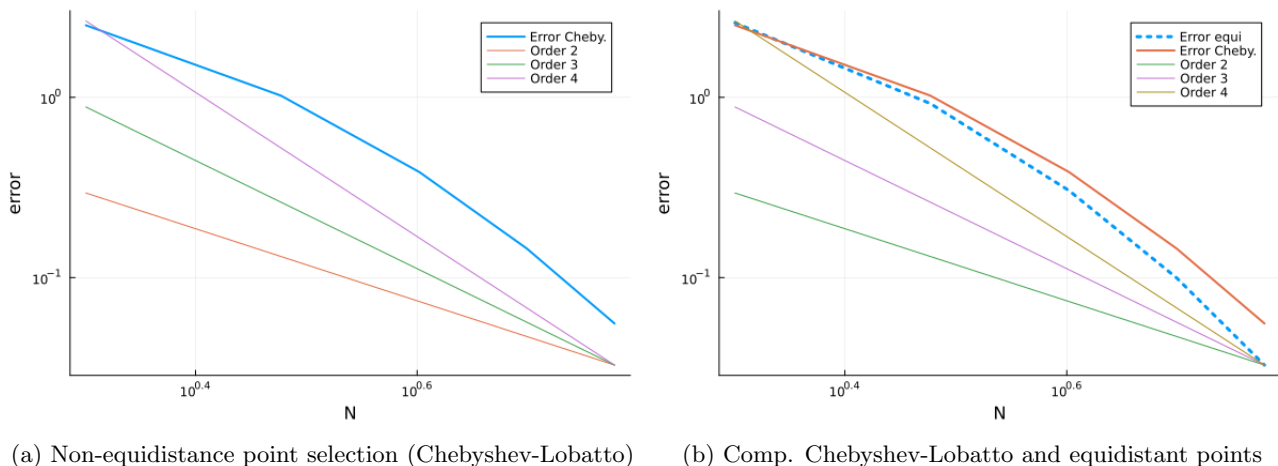 Error Cheby.
Order 2
Order 3
Order 4
10^0
10^-1
error
10^0.4
10^0.6
N
(a) Non-equidistance point selection (Chebyshev-Lobatto)
Error equi
Error Cheby.
Order 2
Order 3
Order 4
10^0
10^-1
error
10^0.4
10^0.6
N
(b) Comp. Chebyshev-Lobatto and equidistant points